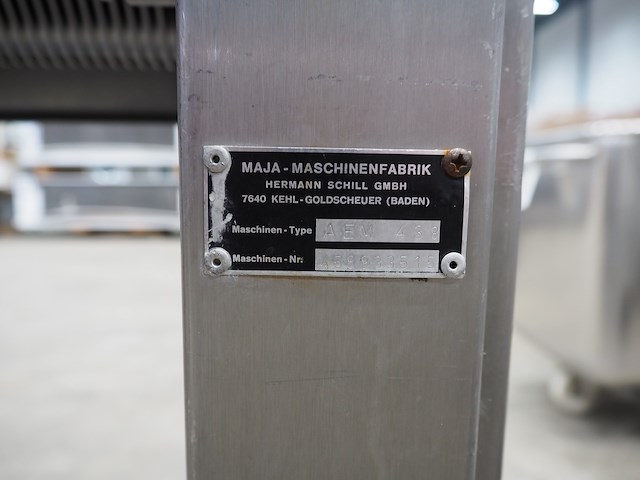 MAJA - MASCHINENFABRIK
HERMANN SCHILL GMBH
7640 KEHL - GOLDSCHEUER (BADEN)
Maschinen - Type
Maschinen - Nr.